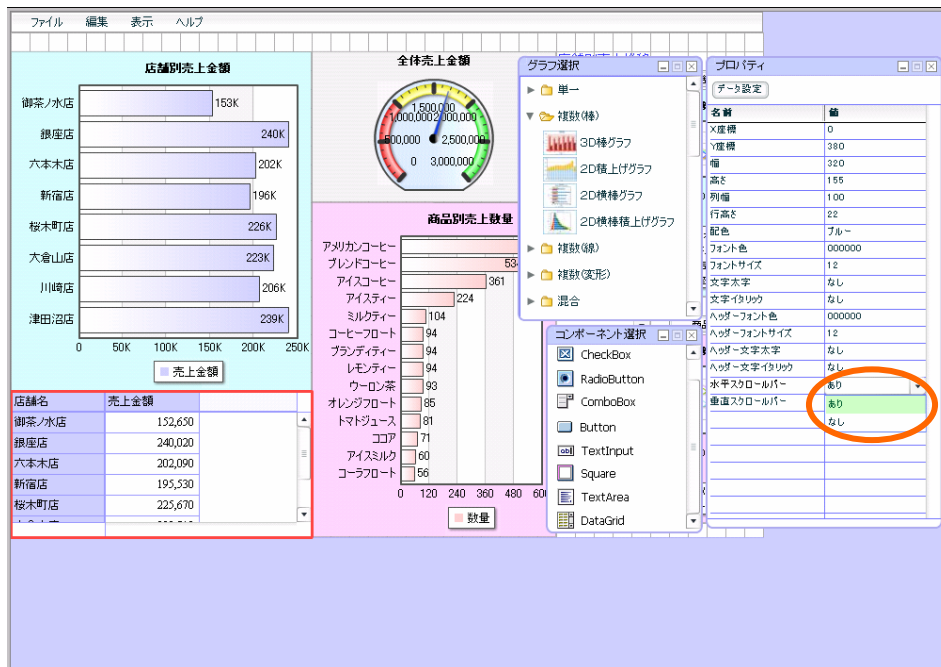 ファイル 編集 表示 ヘルプ
店舗別売上金額
御茶ノ水店 153K
銀座店 240K
六本木店 202K
新宿店 196K
桜木町店 226K
大倉山店 223K
川崎店 206K
津田沼店 239K
0 50K 100K 150K 200K 250K
売上金額
全体売上金額
1,500,000
1,000,000 2,000,000
500,000 2,500,000
0 3,000,000
商品別売上数量
アメリカンコーヒー
ブレンドコーヒー 534
アイスコーヒー 361
アイスティー 224
ミルクティー 104
コーヒーフロート 94
ブランディティー 94
レモンティー 94
ウーロン茶 93
オレンジフロート 85
トマトジュース 81
ココア 71
アイスミルク 60
コーラフロート 56
0 120 240 360 480 60
数量
店舗名 売上金額
御茶ノ水店 152,650
銀座店 240,020
六本木店 202,090
新宿店 195,530
桜木町店 225,670
グラフ選択
単一
複数(棒)
3D棒グラフ
2D積上げグラフ
2D横棒グラフ
2D横棒積上げグラフ
複数(線)
複数(変形)
混合
コンポーネント選択
CheckBox
RadioButton
ComboBox
Button
TextInput
Square
TextArea
DataGrid
プロパティ
データ設定
名前 値
X座標 0
Y座標 380
幅 320
高さ 155
列幅 100
行高さ 22
配色 ブルー
フォント色 000000
フォントサイズ 12
文字太字 なし
文字イタリック なし
ヘッダーフォント色 000000
ヘッダーフォントサイズ 12
ヘッダー文字太字 なし
ヘッダー文字イタリック なし
水平スクロールバー あり
垂直スクロールバー あり
なし